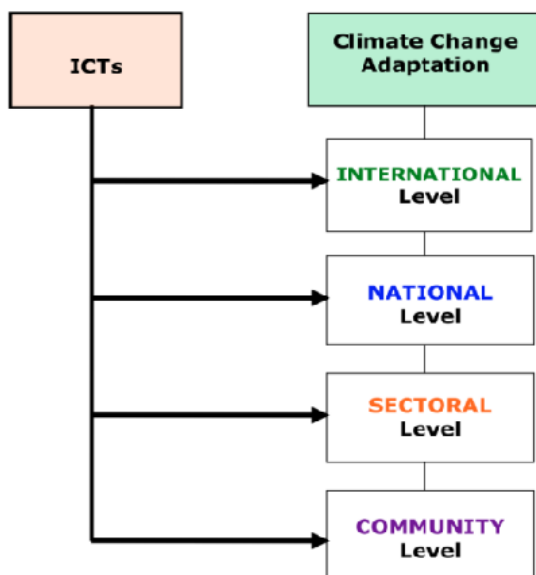 ICTs
Climate Change
Adaptation
INTERNATIONAL
Level
NATIONAL
Level
SECTORAL
Level
COMMUNITY
Level